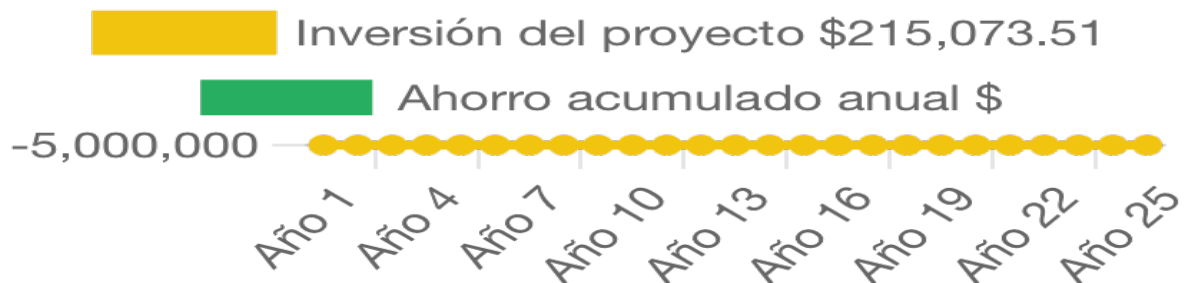 Inversión del proyecto $215,073.51
Ahorro acumulado anual $
-5,000,000
Año 1 Año 4 Año 7 Año 10 Año 13 Año 16 Año 19 Año 22 Año 25